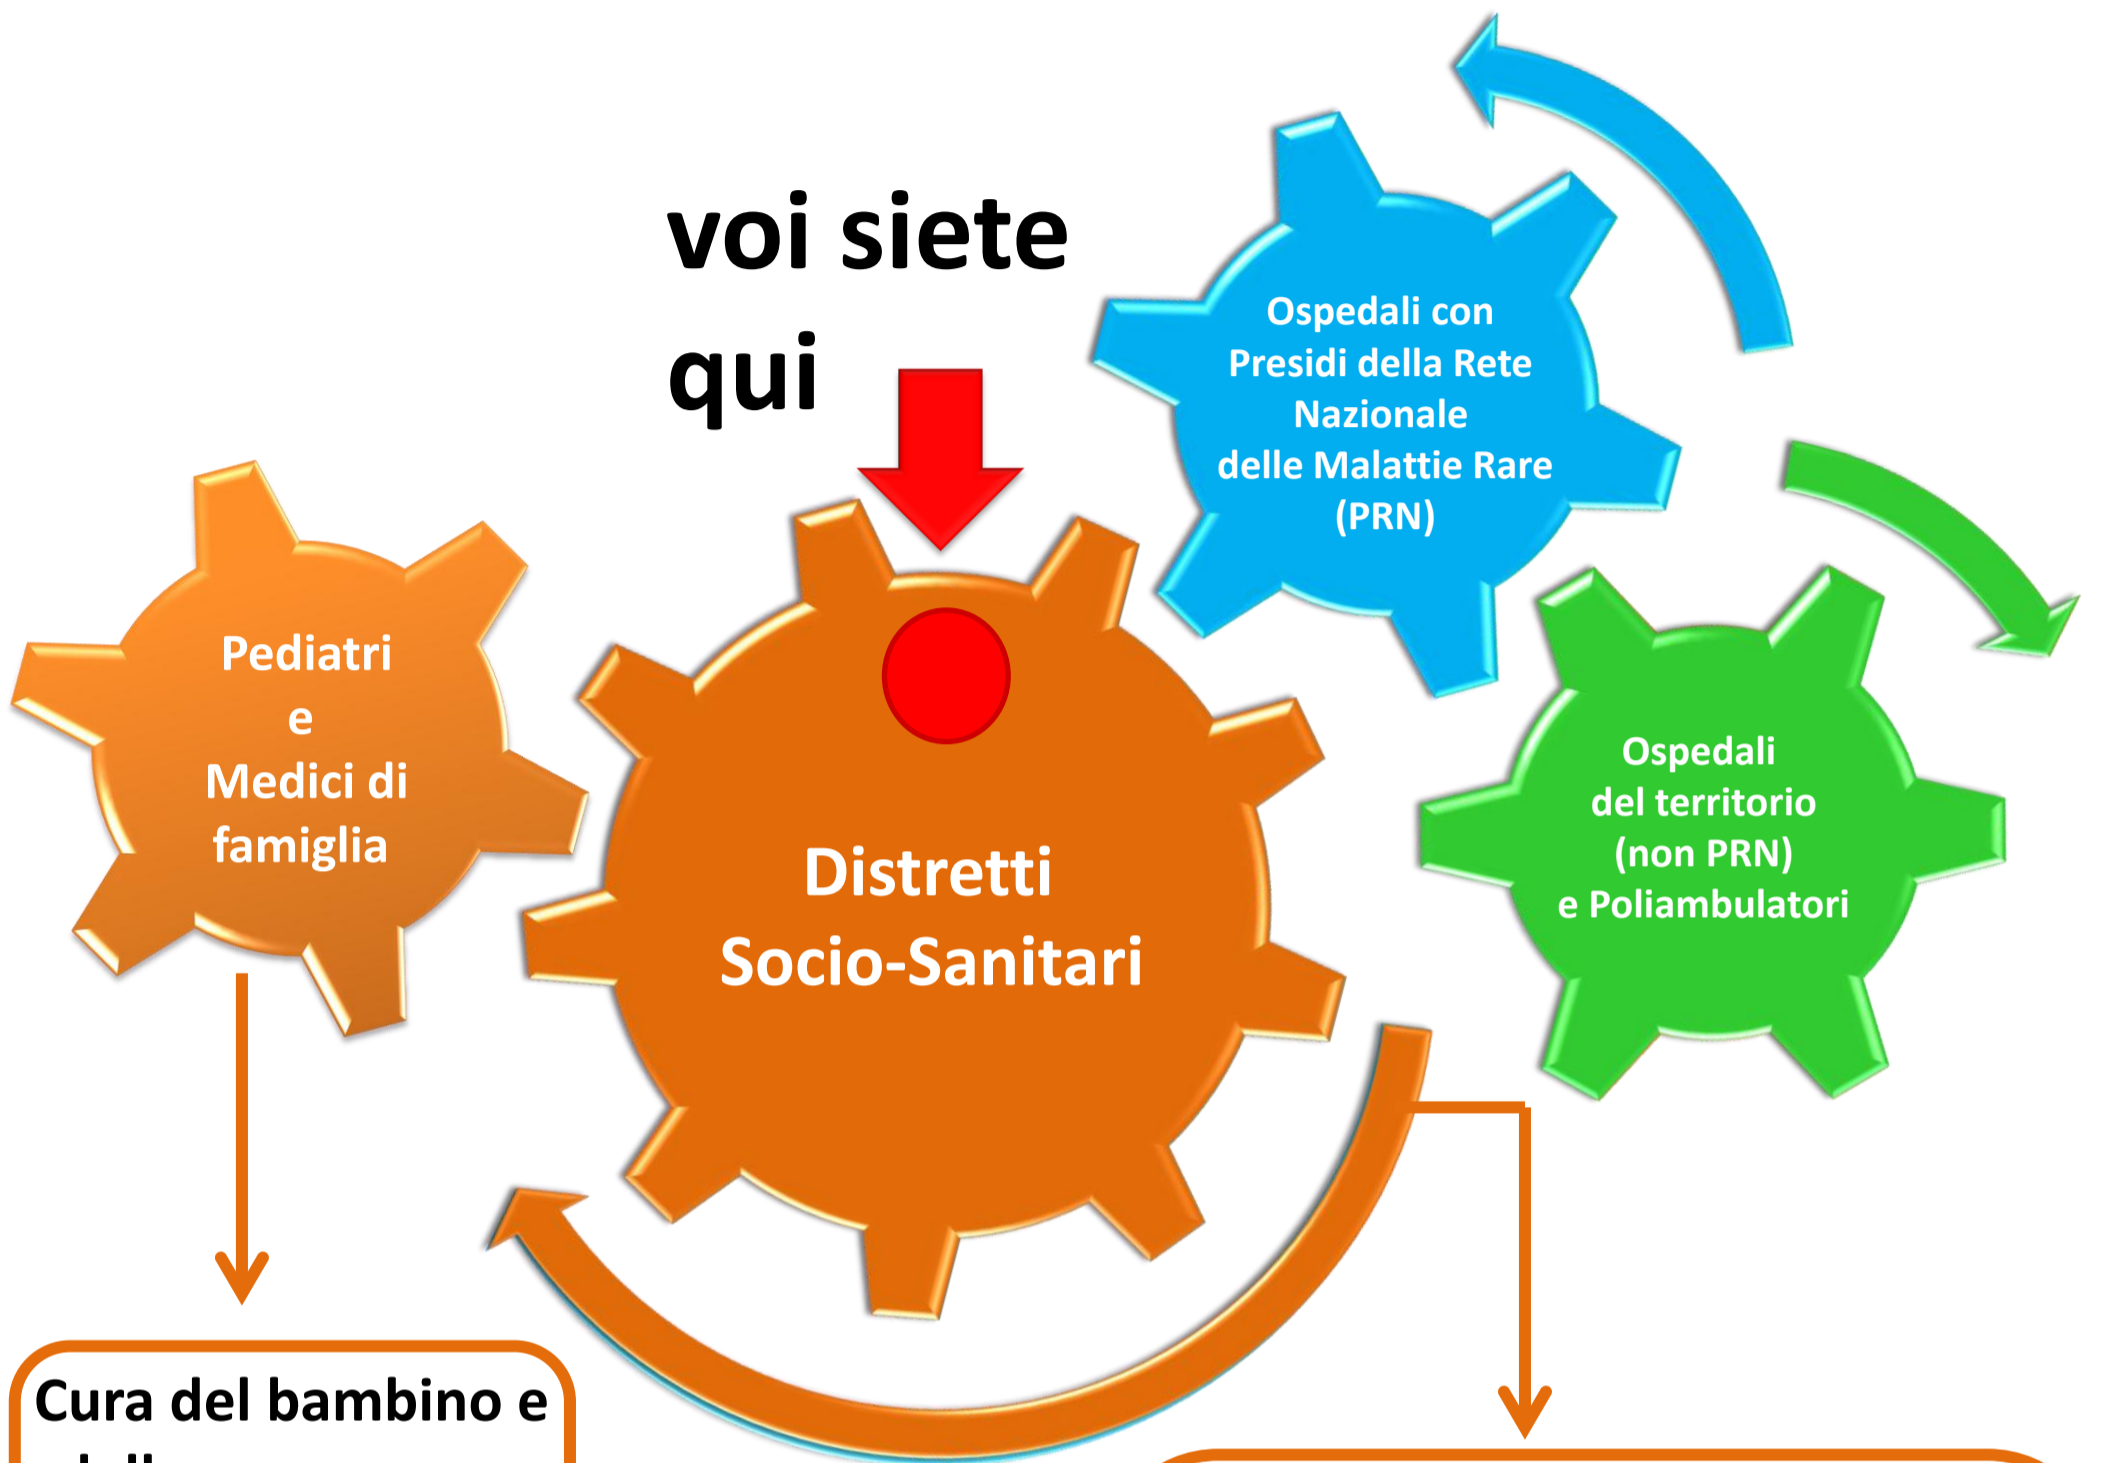 voi siete
qui
Ospedali con
Presidi della Rete
Nazionale
delle Malattie Rare
(PRN)
Pediatri
e
Medici di
famiglia
Distretti
Socio-Sanitari
Ospedali
del territorio
(non PRN)
e Poliambulatori
Cura del bambino e